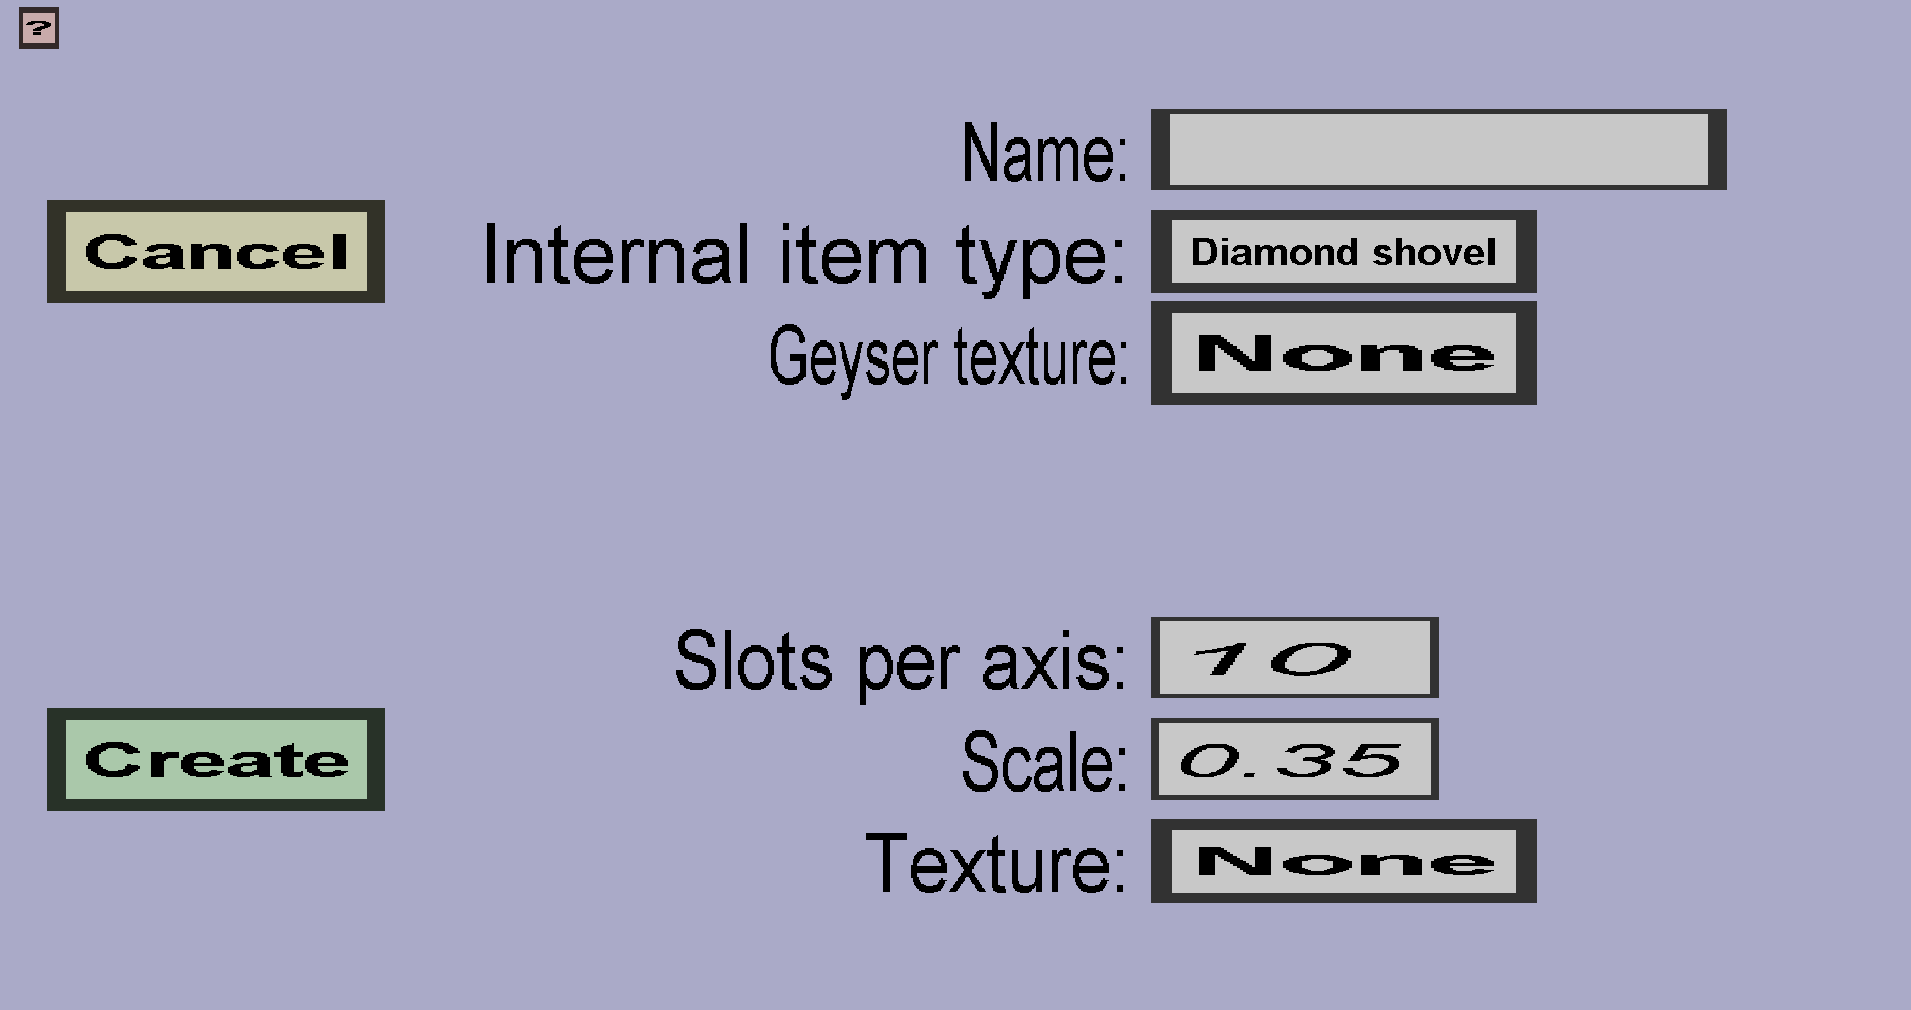 ?
Name:
Cancel
Internal item type: Diamond shovel
Geyser texture: None
Slots per axis: 10
Create
Scale: 0.35
Texture: None